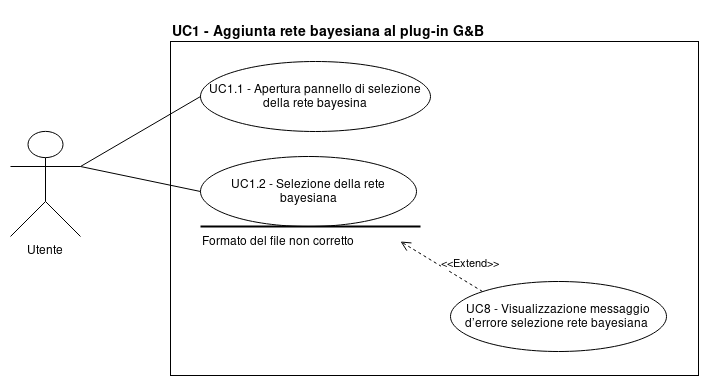 UC1 - Aggiunta rete bayesiana al plug-in G&B
UC1.1 - Apertura pannello di selezione
della rete bayesina
UC1.2 - Selezione della rete
bayesiana
Formato del file non corretto
Utente
<<Extend>>
UC8 - Visualizzazione messaggio
d'errore selezione rete bayesiana